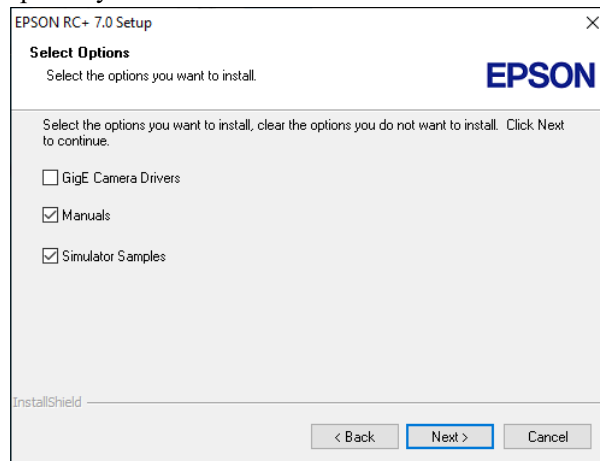 EPSON RC+ 7.0 Setup
Select Options
Select the options you want to install.
EPSON
Select the options you want to install, clear the options you do not want to install. Click Next
to continue.
GigE Camera Drivers
Manuals
Simulator Samples
InstallShield
< Back
Next >
Cancel